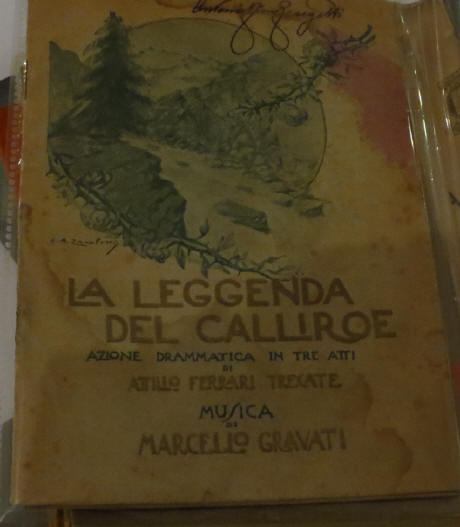 LA LEGGENDA
DEL CALLIROE
AZIONE DRAMMATICA IN TRE ATTI
DI
ATTILIO FERRARI TRECATE
MUSICA
DI
MARCELLO GRAVATI